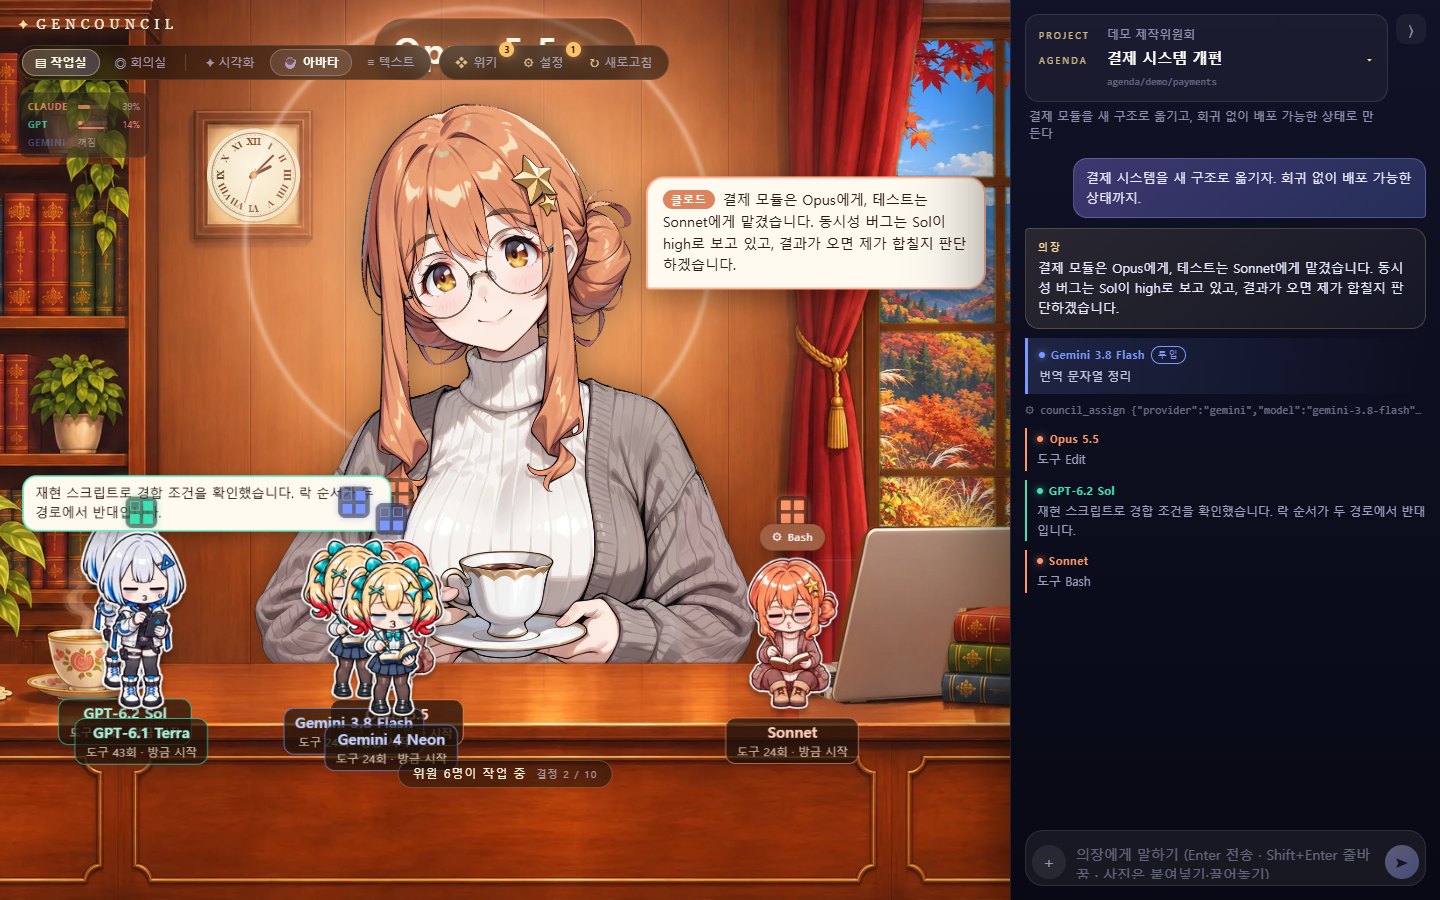 ✦ GENCOUNCIL
작업실 회의실 시각화 아바타 텍스트 위키 3 설정 1 새로고침
CLAUDE 39%
GPT 14%
GEMINI 깨짐
클로드 결제 모듈은 Opus에게, 테스트는
Sonnet에게 맡겼습니다. 동시성 버그는 Sol이
high로 보고 있고, 결과가 오면 제가 합칠지 판단
하겠습니다.
재현 스크립트로 경합 조건을 확인했습니다. 락 순서가 두
경로에서 반대입니다.
Bash
GPT-6.2 Sol
GPT-6.1 Terra
도구 43회 · 방금 시작
Gemini 3.8 Flash
Gemini 4 Neon
도구 24회 · 방금 시작
Sonnet
도구 24회 · 방금 시작
위원 6명이 작업 중 결정 2 / 10
PROJECT 데모 제작위원회
AGENDA 결제 시스템 개편
agenda/demo/payments
결제 모듈을 새 구조로 옮기고, 회귀 없이 배포 가능한 상태로 만
든다
결제 시스템을 새 구조로 옮기자. 회귀 없이 배포 가능한
상태까지.
의장
결제 모듈은 Opus에게, 테스트는 Sonnet에게 맡겼습니다. 동시
성 버그는 Sol이 high로 보고 있고, 결과가 오면 제가 합칠지 판
단하겠습니다.
Gemini 3.8 Flash 투입
번역 문자열 정리
council_assign {"provider":"gemini","model":"gemini-3.8-flash"…
Opus 5.5
도구 Edit
GPT-6.2 Sol
재현 스크립트로 경합 조건을 확인했습니다. 락 순서가 두 경로에서 반대
입니다.
Sonnet
도구 Bash
의장에게 말하기 (Enter 전송 · Shift+Enter 줄바
꿈 · 사진은 붙여넣기·끌어놓기)